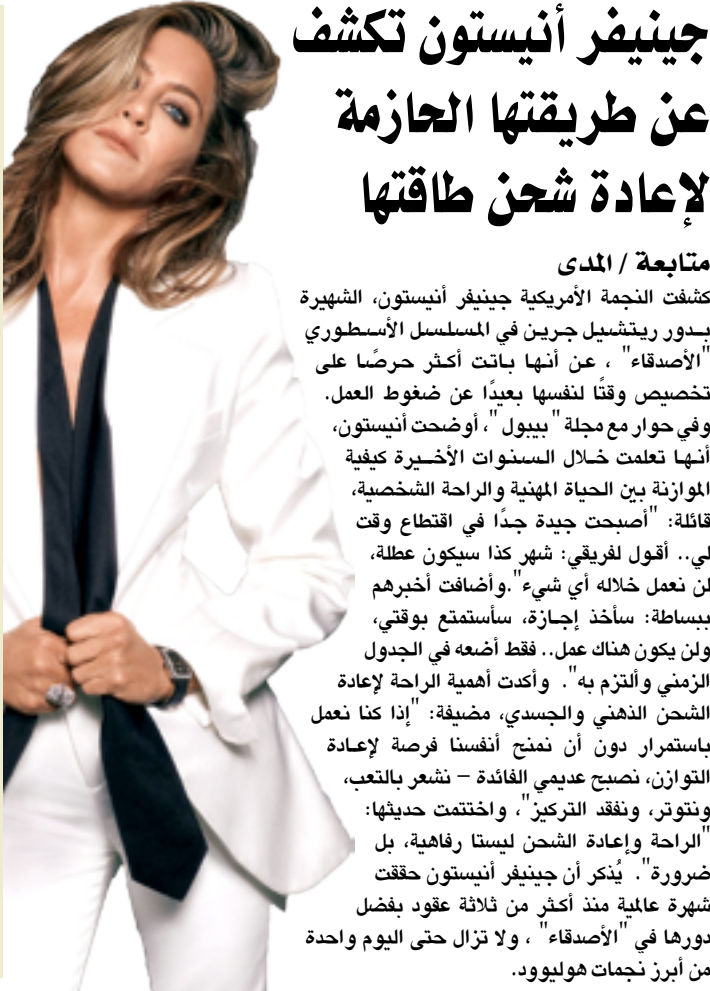 جينيفر أنيستون تكشف
عن طريقتها الحازمة
لإعادة شحن طاقتها
متابعة / المدى
كشفت النجمة الأمريكية جينيفر أنيستون، الشهيرة
بدور ريتشيل جرين في المسلسل الأسطوري
"الأصدقاء" ، عن أنها باتت أكثر حرصًا على
تخصيص وقتًا لنفسها بعيدًا عن ضغوط العمل.
وفي حوار مع مجلة " بيبول "، أوضحت أنيستون،
أنها تعلمت خلال السنوات الأخيرة كيفية
الموازنة بين الحياة المهنية والراحة الشخصية،
قائلة: "أصبحت جيدة جدًا في اقتطاع وقت
لي.. أقول لفريقي: شهر كذا سيكون عطلة،
لن نعمل خلاله أي شيء".وأضافت أخبرهم
ببساطة: سأخذ إجازة، سأستمتع بوقتي،
ولن يكون هناك عمل.. فقط أضعه في الجدول
الزمني وألتزم به". وأكدت أهمية الراحة لإعادة
الشحن الذهني والجسدي، مضيفة: "إذا كنا نعمل
باستمرار دون أن نمنح أنفسنا فرصة لإعادة
التوازن، نصبح عديمي الفائدة – نشعر بالتعب،
ونتوتر، ونفقد التركيز"، واختتمت حديثها:
"الراحة وإعادة الشحن ليستا رفاهية، بل
ضرورة". يُذكر أن جينيفر أنيستون حققت
شهرة عالمية منذ أكثر من ثلاثة عقود بفضل
دورها في "الأصدقاء" ، ولا تزال حتى اليوم واحدة
من أبرز نجمات هوليوود.